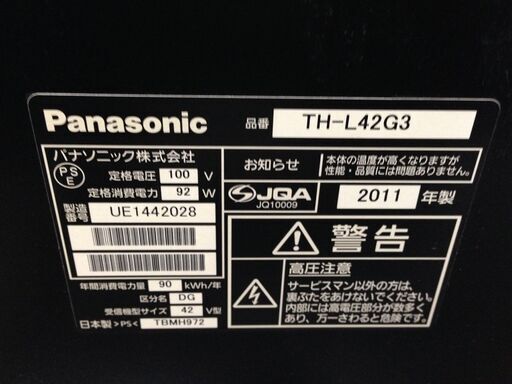 Panasonic 品番 TH-L42G3
パナソニック株式会社
PS E 定格電圧 100 V
定格消費電力 92 W
製造番号 UE1442028
お知らせ 本体の温度が高くなりますが
性能・品質には問題ありません。
JQA
JQ10009
2011 年製
警告
高圧注意
サービスマン以外の方は、
裏ぶたをあけないでください。
内部には高電圧部分が数多く
あり、万一さわると危険です。
年間消費電力量 90 kWh/年
区分名 DG
受信機型サイズ 42 V型
日本製 >PS< TBMH972